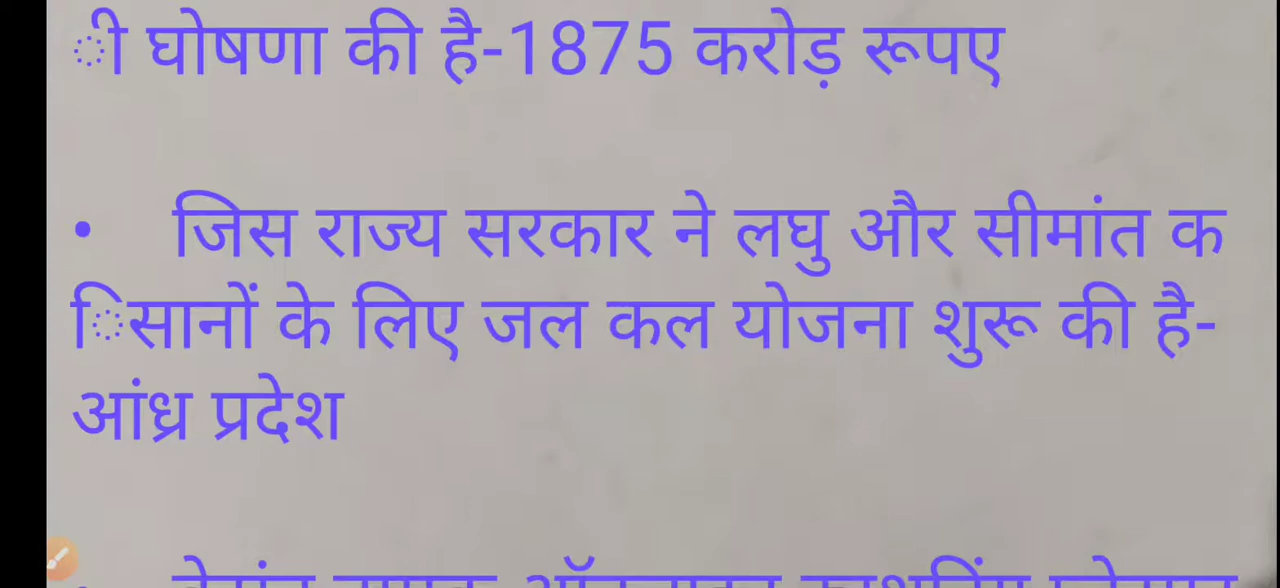 ी घोषणा की है-1875 करोड़ रूपए
• जिस राज्य सरकार ने लघु और सीमांत क
िसानों के लिए जल कल योजना शुरू की है-
आंध्र प्रदेश